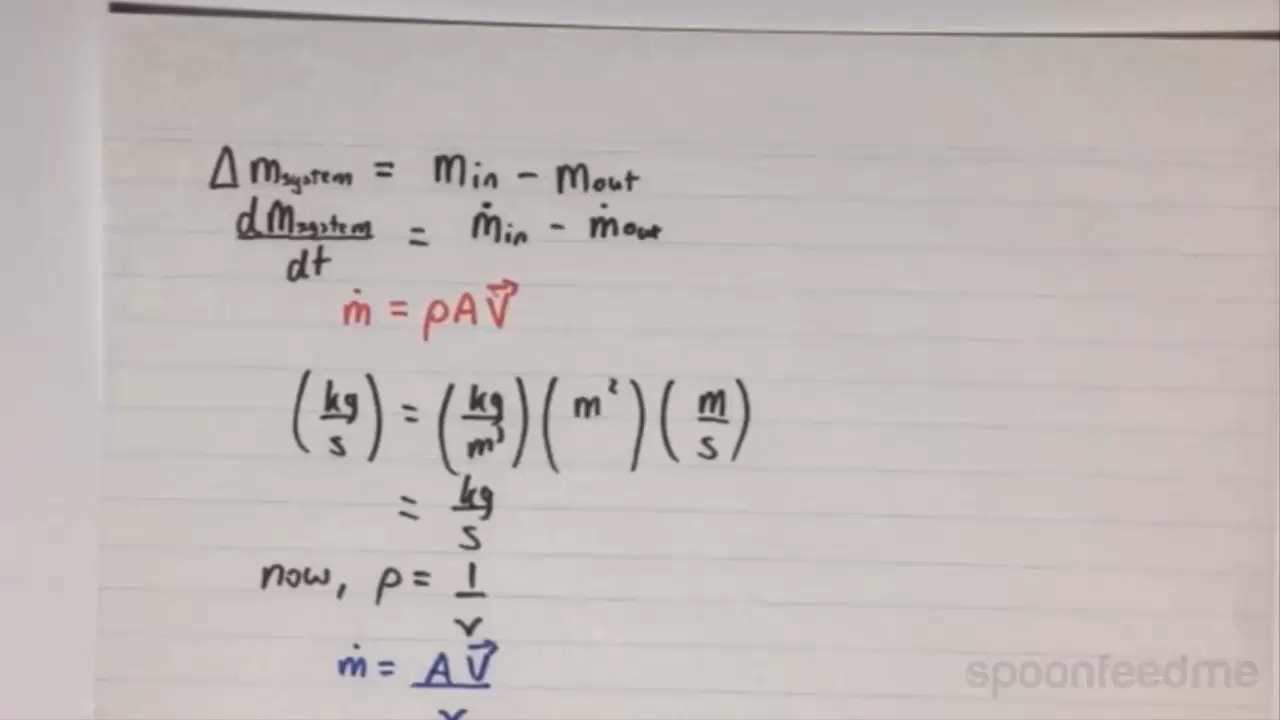 Δ m_system = m_in - m_out
dm_system/dt = ṁ_in - ṁ_out
ṁ = ρAV⃗
(kg/s) = (kg/m³)(m²)(m/s)
= kg/s
now, ρ = 1/v
ṁ = AV⃗/v
spoonfeedme